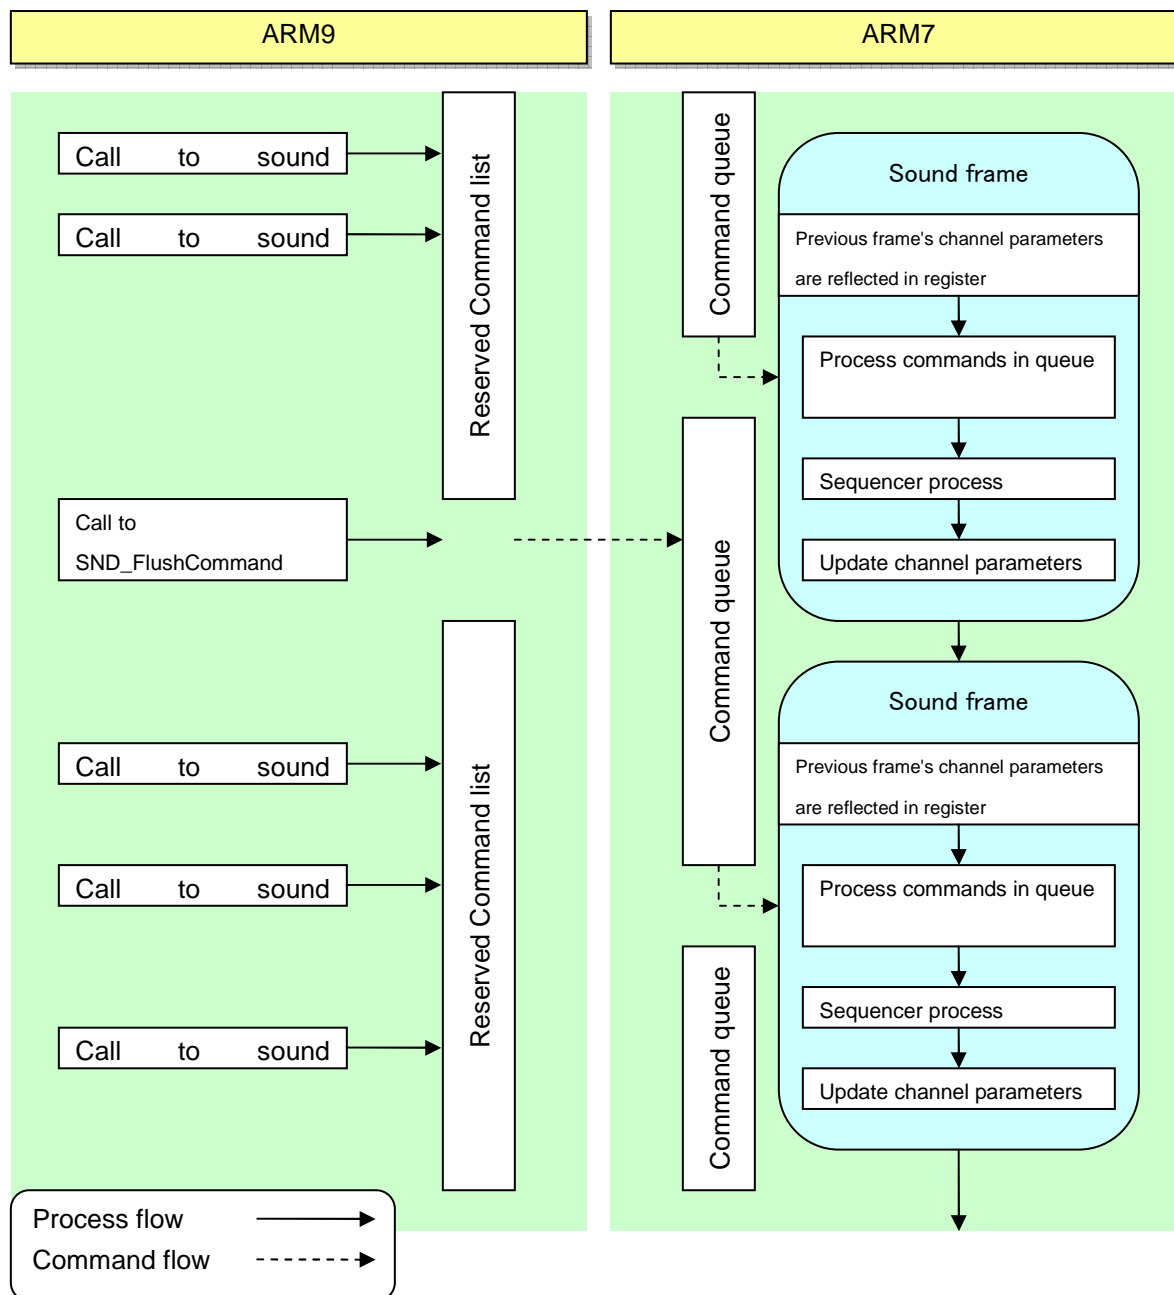 ARM9
ARM7
Call to sound
Call to sound
Reserved Command list
Call to
SND_FlushCommand
Call to sound
Call to sound
Call to sound
Reserved Command list
Process flow
Command flow
Command queue
Sound frame
Previous frame's channel parameters
are reflected in register
Process commands in queue
Sequencer process
Update channel parameters
Command queue
Sound frame
Previous frame's channel parameters
are reflected in register
Process commands in queue
Sequencer process
Update channel parameters
Command queue